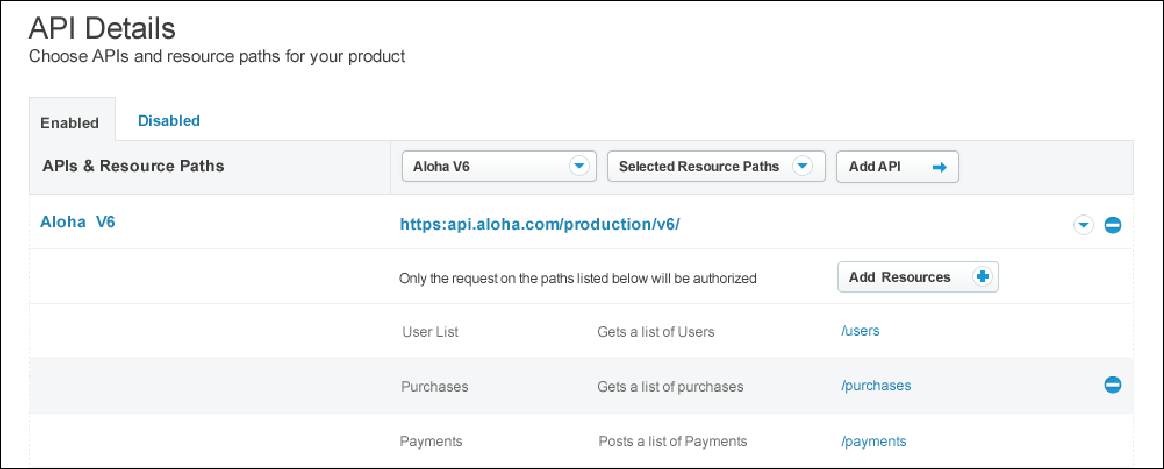 API Details
Choose APIs and resource paths for your product
Enabled
Disabled
APIs & Resource Paths
Aloha V6
Selected Resource Paths
Add API
Aloha V6
https:api.aloha.com/production/v6/
Only the request on the paths listed below will be authorized
Add Resources
User List
Gets a list of Users
/users
Purchases
Gets a list of purchases
/purchases
Payments
Posts a list of Payments
/payments